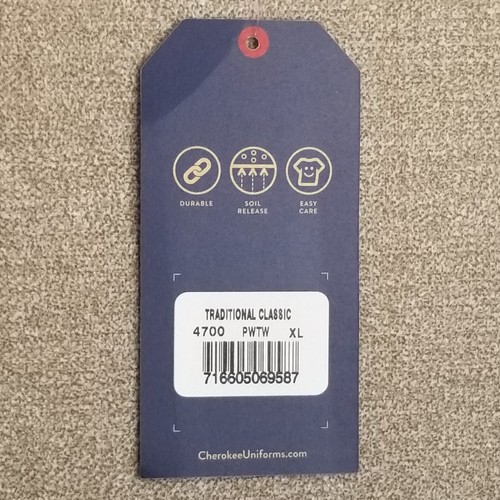 DURABLE
SOIL RELEASE
EASY CARE
TRADITIONAL CLASSIC
4700 PWTW XL
716605069587
CherokeeUniforms.com